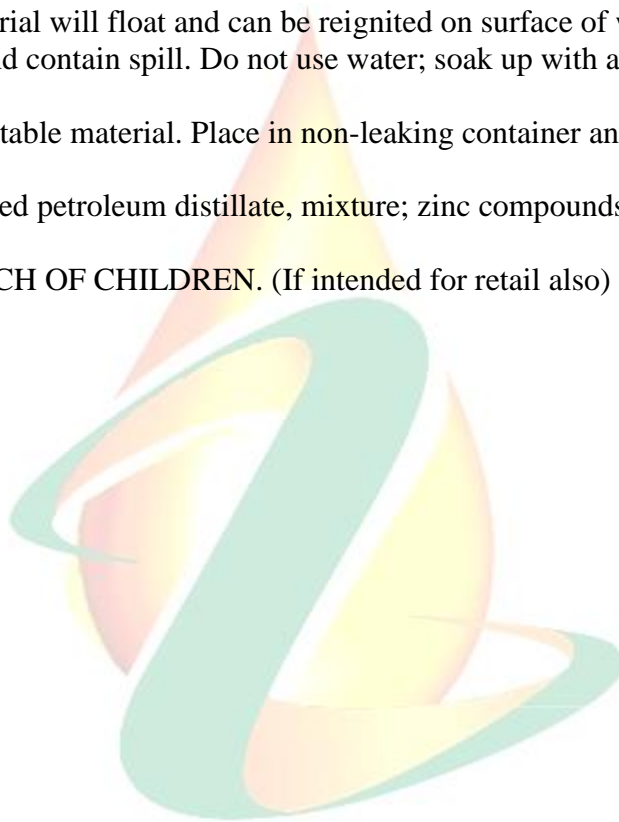 rial will float and can be reignited on surface of
d contain spill. Do not use water; soak up with a
table material. Place in non-leaking container an
ed petroleum distillate, mixture; zinc compounds
CH OF CHILDREN. (If intended for retail also)